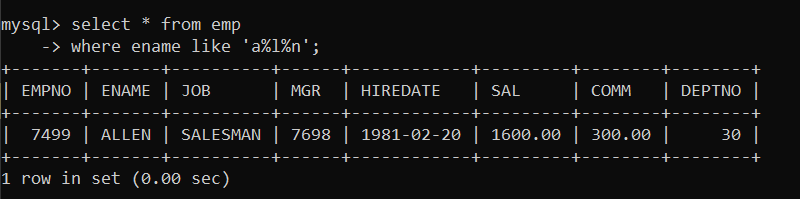 mysql> select * from emp
    -> where ename like 'a%l%n';
+-------+-------+----------+------+------------+---------+--------+--------+
| EMPNO | ENAME | JOB      | MGR  | HIREDATE   | SAL     | COMM   | DEPTNO |
+-------+-------+----------+------+------------+---------+--------+--------+
|  7499 | ALLEN | SALESMAN | 7698 | 1981-02-20 | 1600.00 | 300.00 |     30 |
+-------+-------+----------+------+------------+---------+--------+--------+
1 row in set (0.00 sec)